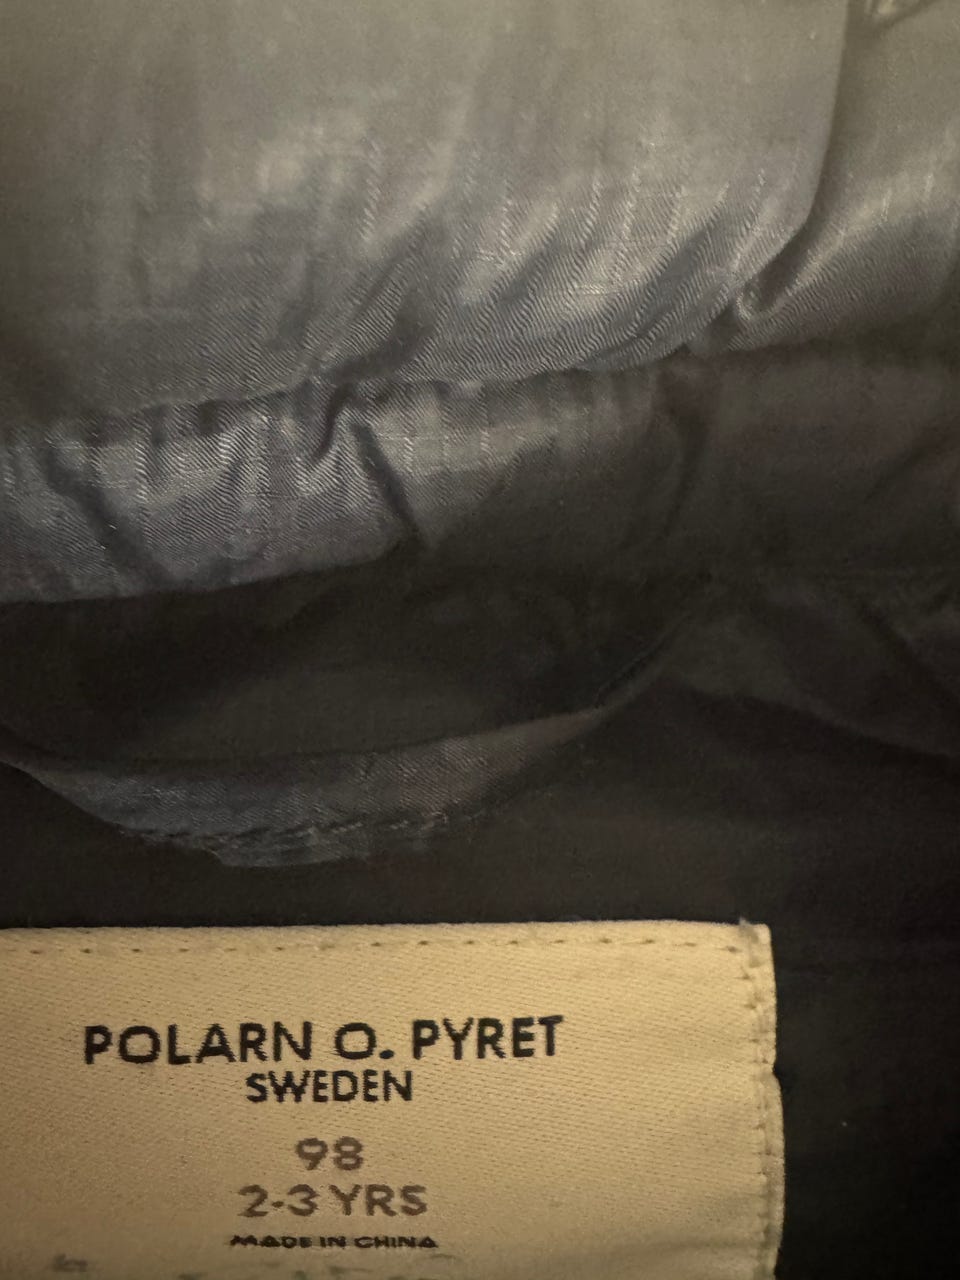 POLARN O. PYRET
SWEDEN
98
2-3 YRS
MADE IN CHINA